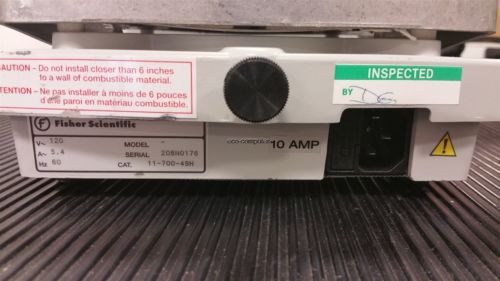 CAUTION - Do not install closer than 6 inches
to a wall of combustible material.
ATTENTION - Ne pas installer à moins de 6 pouces
d'une paroi en matériau combustible.
INSPECTED
BY
f Fisher Scientific
V~ 120 MODEL -
A~ 5.4 SERIAL 208N0176
Hz 60 CAT. 11-700-49H
10 AMP